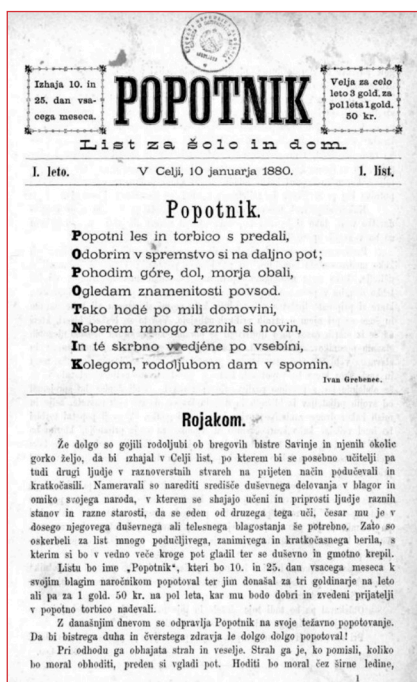 Izhaja 10. in
25. dan vsa-
cega meseca.
POPOTNIK
Velja za celo
leto 3 gold. za
pol leta 1 gold.
50 kr.
List za šolo in dom.
I. leto.
V Celji, 10 januarja 1880.
1. list.
Popotnik.
Popotni les in torbico s predali,
Odobrim v spremstvo si na daljno pot;
Pohodim góre, dol, morja obali,
Ogledam znamenitosti povsod.
Tako hodé po mili domovini,
Naberem mnogo raznih si novin,
In té skrbno vredjéne po vsebíni,
Kolegom, rodoljubom dam v spomin.
Ivan Grebenec.
Rojakom.
Že dolgo so gojili rodoljubi ob bregovih bistre Savinje in njenih okolic
gorko željo, da bi izhajal v Celji list, po kterem bi se posebno učitelji pa
tudi drugi ljudje v raznoverstnih stvareh na prijeten način podučevali in
kratkočasili. Nameravali so narediti središče duševnega delovanja v blagor in
omiko svojega naroda, v kterem se shajajo učeni in priprosti ljudje raznih
stanov in razne starosti, da se eden od druzega tega uči, česar mu je v
dosego njegovega duševnega ali telesnega blagostanja še potrebno. Zato so
oskerbeli za list mnogo podučljivega, zanimivega in kratkočasnega berila, s
kterim si bo v vedno veče kroge pot gladil ter se duševno in gmotno krepil.
Listu bo ime „Popotnik“, kteri bo 10. in 25. dan vsacega meseca k
svojim blagim naročnikom popotoval ter jim donašal za tri goldinarje na leto
ali pa za 1 gold. 50 kr. na pol leta, kar mu bodo dobri in zvedeni prijatelji
v popotno torbico nadevali.
Z današnjim dnevom se odpravlja Popotnik na svoje težavno popotovanje.
Da bi bistrega duha in čverstega zdravja le dolgo dolgo popotoval!
Pri odhodu ga obhajata strah in veselje. Strah ga je, ko pomisli, koliko
bo moral obhoditi, preden si vgladi pot. Hoditi bo moral čez širne ledine,
1